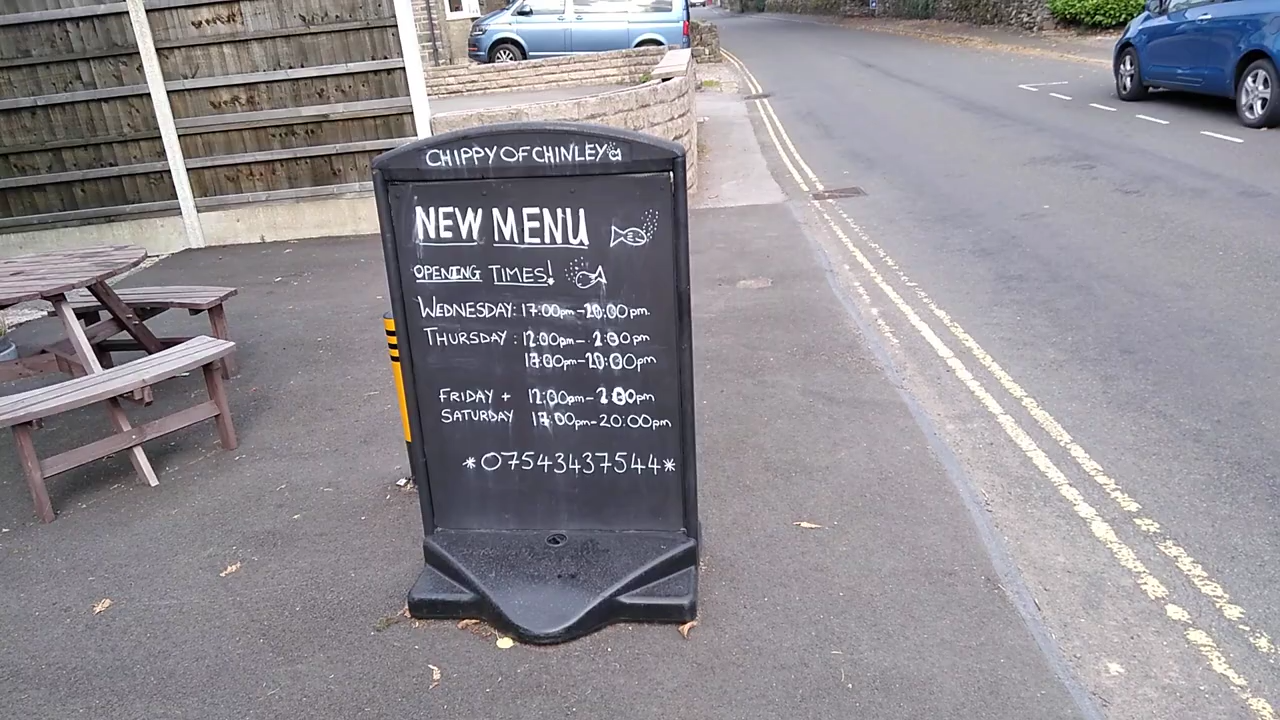 CHIPPY OF CHINLEY
NEW MENU
OPENING TIMES!
WEDNESDAY: 17:00pm-20:00pm.
THURSDAY: 12:00pm- 2:00pm
17:00pm-20:00pm
FRIDAY + 12:00pm- 2:00pm
SATURDAY 17:00pm-20:00pm
*07543437544*